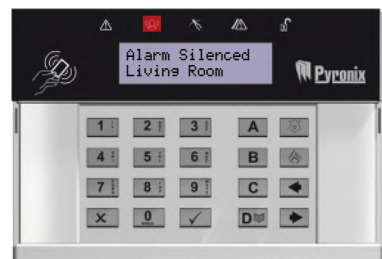 Alarm Silenced
Living Room
Pyronix
1 2 3 A
4 5 6 B
7 8 9 C
0 D